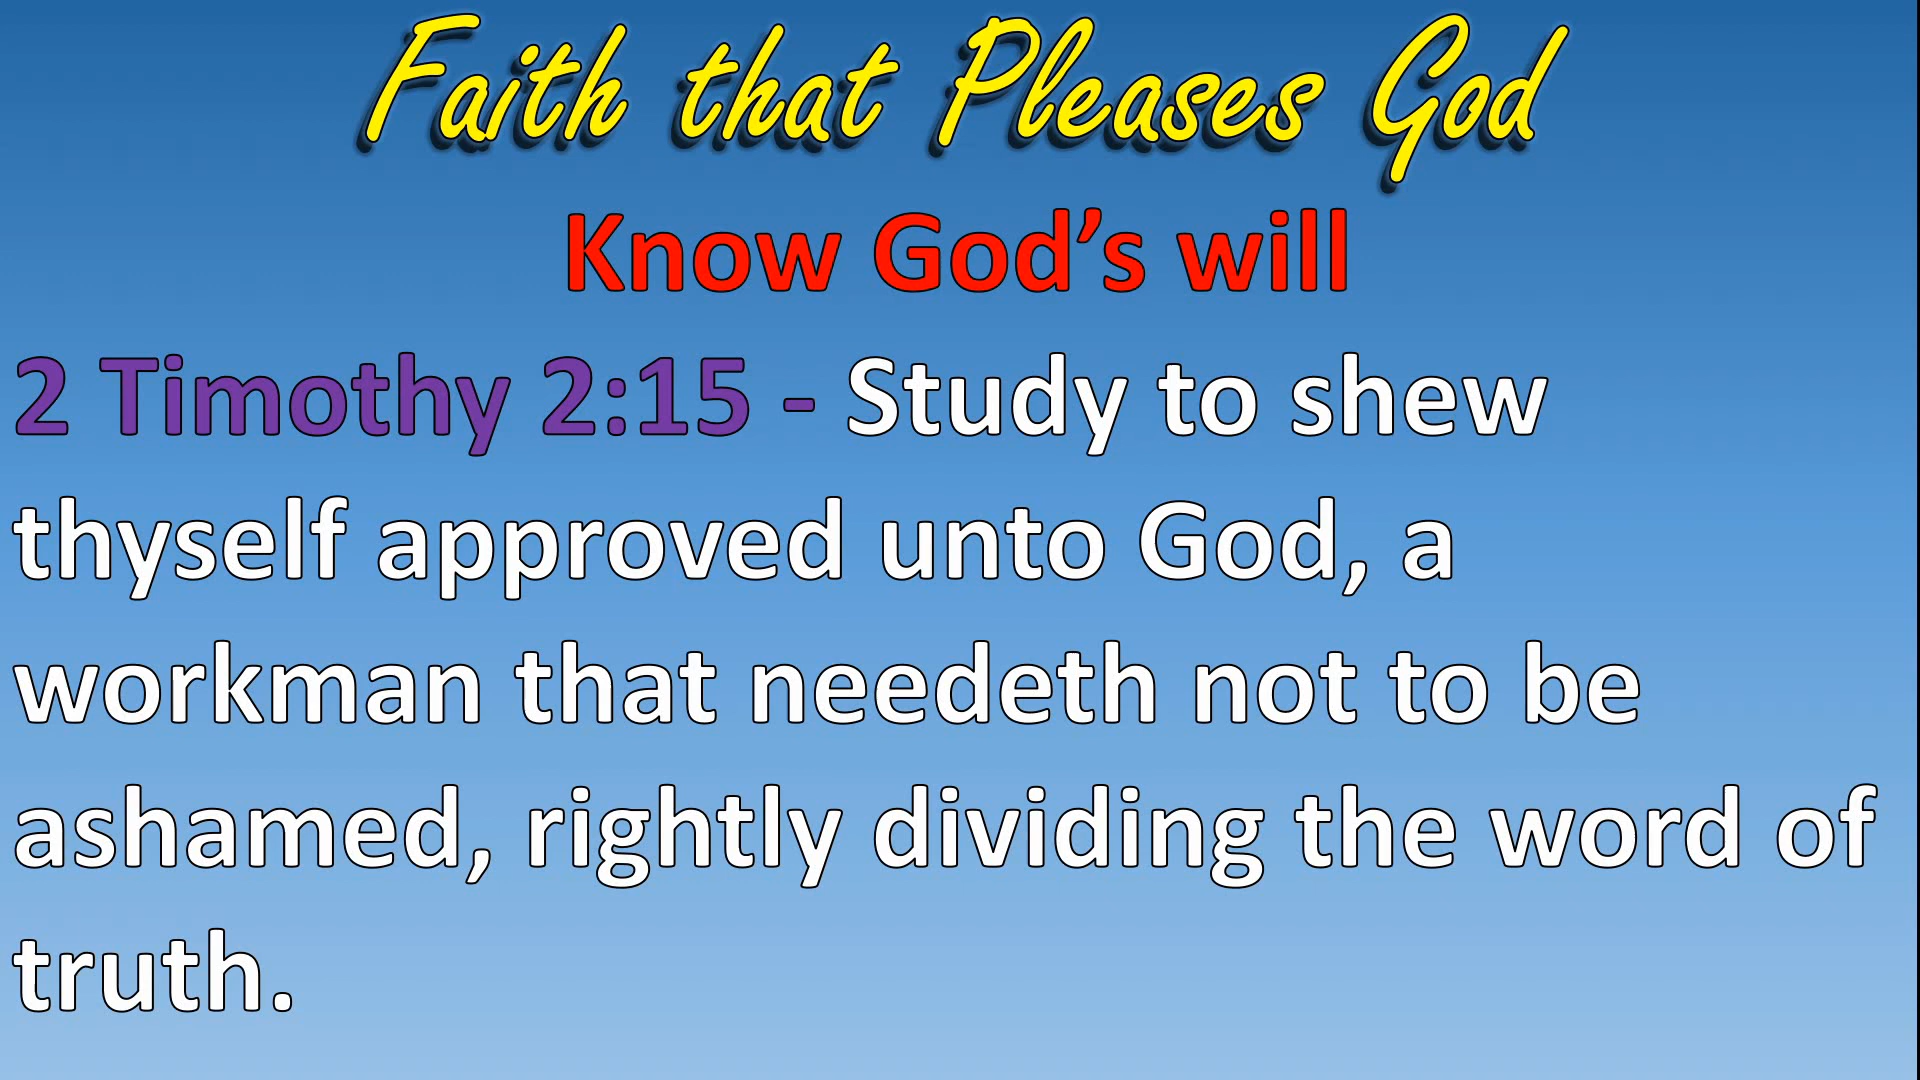 Faith that Pleases God
Know God’s will
2 Timothy 2:15 - Study to shew
thyself approved unto God, a
workman that needeth not to be
ashamed, rightly dividing the word of
truth.